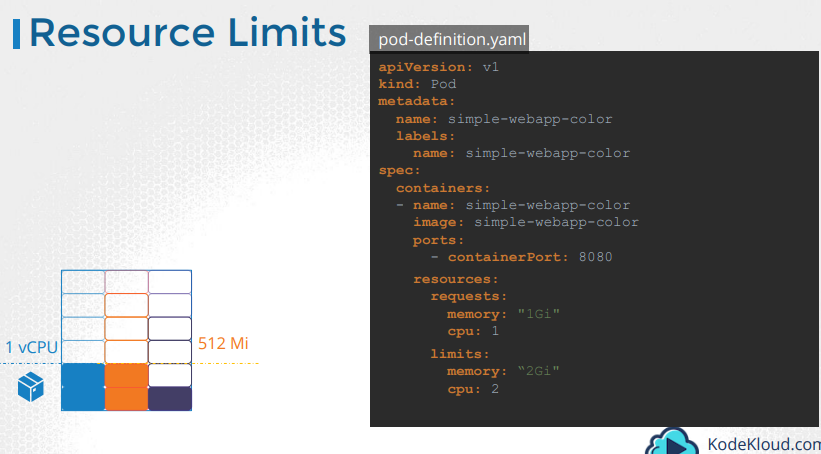 Resource Limits
pod-definition.yaml
apiVersion: v1
kind: Pod
metadata:
  name: simple-webapp-color
  labels:
    name: simple-webapp-color
spec:
  containers:
  - name: simple-webapp-color
    image: simple-webapp-color
    ports:
      - containerPort: 8080
    resources:
      requests:
        memory: "1Gi"
        cpu: 1
      limits:
        memory: “2Gi"
        cpu: 2
1 vCPU
512 Mi
KodeKloud.com